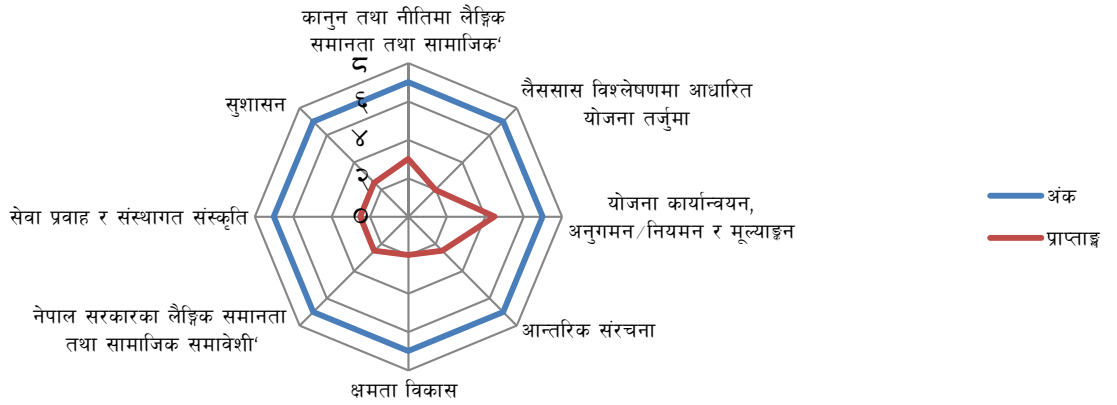 कानुन तथा नीतिमा लैङ्गिक
समानता तथा सामाजिक‘
८
६
४
२
०
लैससास विश्लेषणमा आधारित
योजना तर्जुमा
योजना कार्यान्वयन,
अनुगमन/नियमन र मूल्याङ्कन
आन्तरिक संरचना
क्षमता विकास
नेपाल सरकारका लैङ्गिक समानता
तथा सामाजिक समावेशी‘
सेवा प्रवाह र संस्थागत संस्कृति
सुशासन
अंक
प्राप्ताङ्क